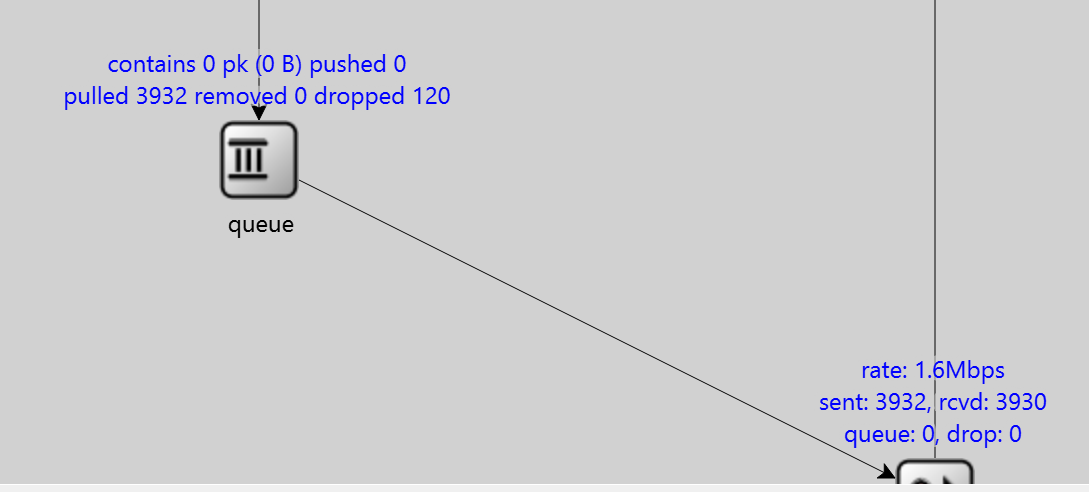 contains 0 pk (0 B) pushed 0
pulled 3932 removed 0 dropped 120
queue
rate: 1.6Mbps
sent: 3932, rcvd: 3930
queue: 0, drop: 0